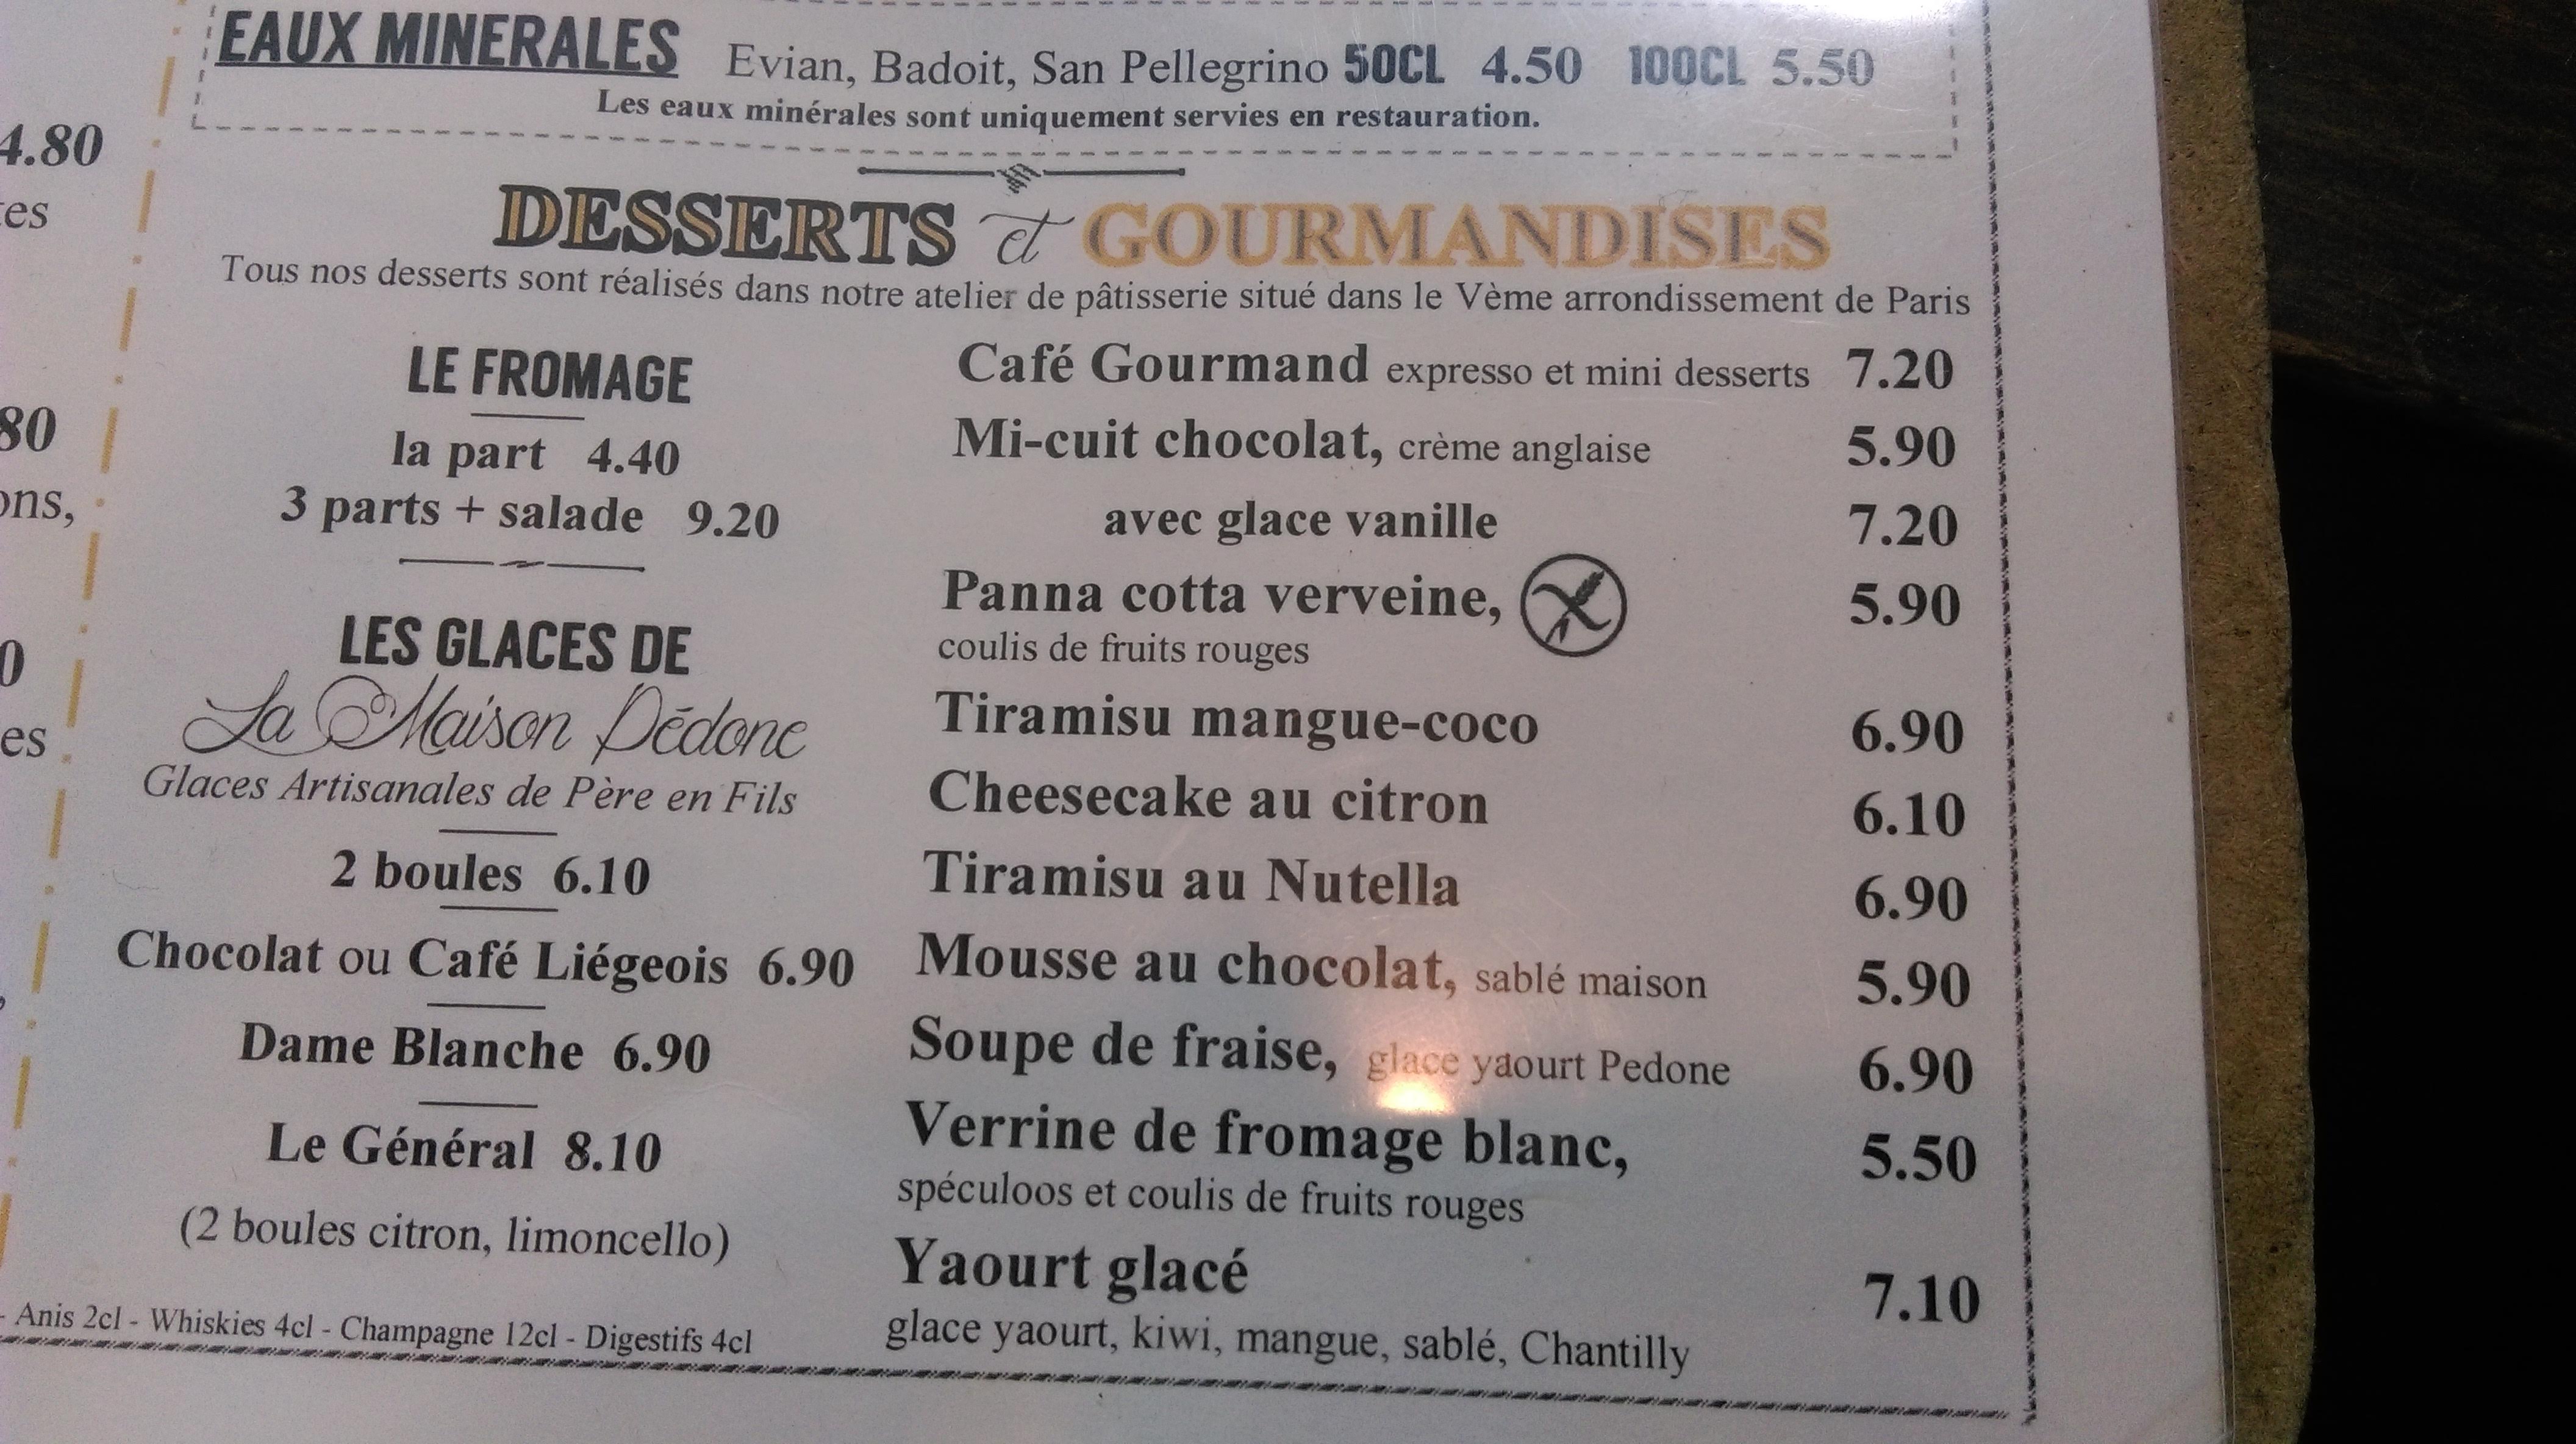 EAUX MINERALES Evian, Badoit, San Pellegrino 50CL 4.50 100CL 5.50
Les eaux minérales sont uniquement servies en restauration.
4.80
80
ons,
0
es
DESSERTS et GOURMANDISES
Tous nos desserts sont réalisés dans notre atelier de pâtisserie situé dans le Vème arrondissement de Paris
LE FROMAGE
la part 4.40
3 parts + salade 9.20
LES GLACES DE
La Maison Pédone
Glaces Artisanales de Père en Fils
2 boules 6.10
Chocolat ou Café Liégeois 6.90
Dame Blanche 6.90
Le Général 8.10
(2 boules citron, limoncello)
- Anis 2cl - Whiskies 4cl - Champagne 12cl - Digestifs 4cl
Café Gourmand expresso et mini desserts 7.20
Mi-cuit chocolat, crème anglaise 5.90
avec glace vanille 7.20
Panna cotta verveine, 5.90
coulis de fruits rouges
Tiramisu mangue-coco 6.90
Cheesecake au citron 6.10
Tiramisu au Nutella 6.90
Mousse au chocolat, sablé maison 5.90
Soupe de fraise, glace yaourt Pedone 6.90
Verrine de fromage blanc, 5.50
spéculoos et coulis de fruits rouges
Yaourt glacé 7.10
glace yaourt, kiwi, mangue, sablé, Chantilly